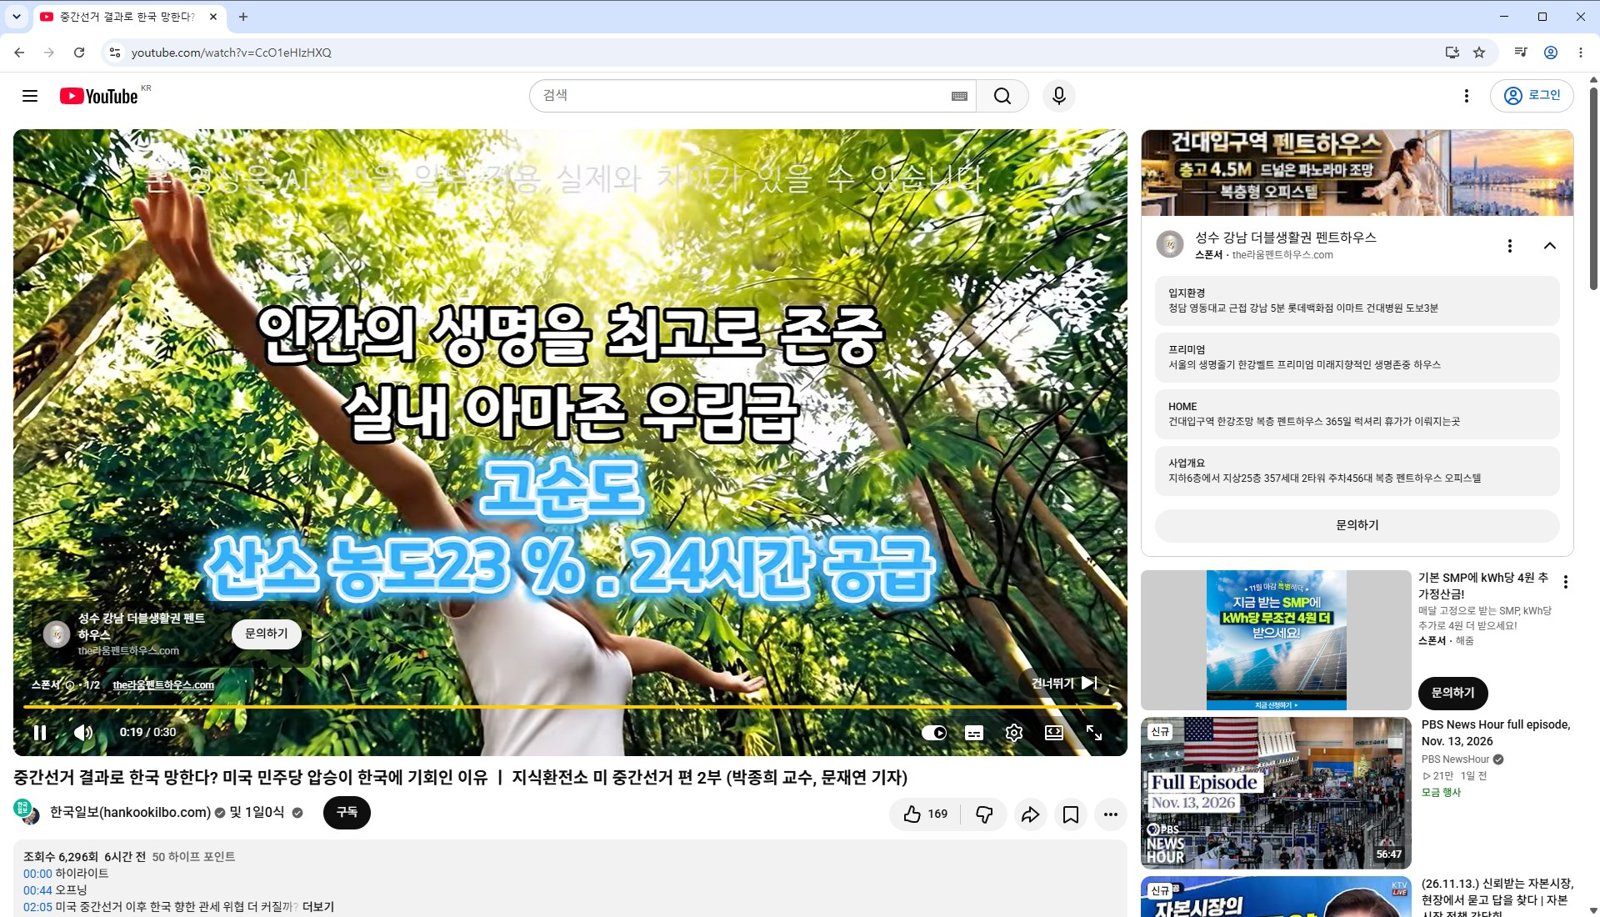 중간선거 결과로 한국 망한다?
youtube.com/watch?v=CcO1eHIzHXQ
YouTube KR
검색
로그인
본 영상은 AI기법을 일부 적용 실제와 차이가 있을 수 있습니다.
인간의 생명을 최고로 존중
실내 아마존 우림급
고순도
산소 농도23 % . 24시간 공급
성수 강남 더블생활권 펜트
하우스
the라움펜트하우스.com
문의하기
스폰서 · 1/2 the라움펜트하우스.com
건너뛰기
0:19 / 0:30
중간선거 결과로 한국 망한다? 미국 민주당 압승이 한국에 기회인 이유 ㅣ 지식환전소 미 중간선거 편 2부 (박종희 교수, 문재연 기자)
한국일보(hankookilbo.com) 및 1일0식
구독
169
조회수 6,296회 6시간 전 50 하이프 포인트
00:00 하이라이트
00:44 오프닝
02:05 미국 중간선거 이후 한국 향한 관세 위협 더 커질까? 더보기
건대입구역 펜트하우스
층고 4.5M 드넓은 파노라마 조망
복층형 오피스텔
성수 강남 더블생활권 펜트하우스
스폰서 · the라움펜트하우스.com
입지환경
청담 영동대교 근접 강남 5분 롯데백화점 이마트 건대병원 도보3분
프리미엄
서울의 생명줄기 한강벨트 프리미엄 미래지향적인 생명존중 하우스
HOME
건대입구역 한강조망 복층 펜트하우스 365일 럭셔리 휴가가 이뤄지는곳
사업개요
지하6층에서 지상25층 357세대 2타워 주차456대 복층 펜트하우스 오피스텔
문의하기
11월 마감 특별한다
지금 받는 SMP에
kWh당 무조건 4원 더
받으세요!
지금 신청하기
기본 SMP에 kWh당 4원 추
가정산금!
매달 고정으로 받는 SMP, kWh당
추가로 4원 더 받으세요!
스폰서 · 해줌
문의하기
신규
Full Episode
Nov. 13, 2026
PBS
NEWS
HOUR
56:47
PBS News Hour full episode,
Nov. 13, 2026
PBS NewsHour
21만 1일 전
모금 행사
신규
자본시장의
KTV
LIVE
(26.11.13.) 신뢰받는 자본시장,
현장에서 묻고 답을 찾다 | 자본
시장 정책 간담회